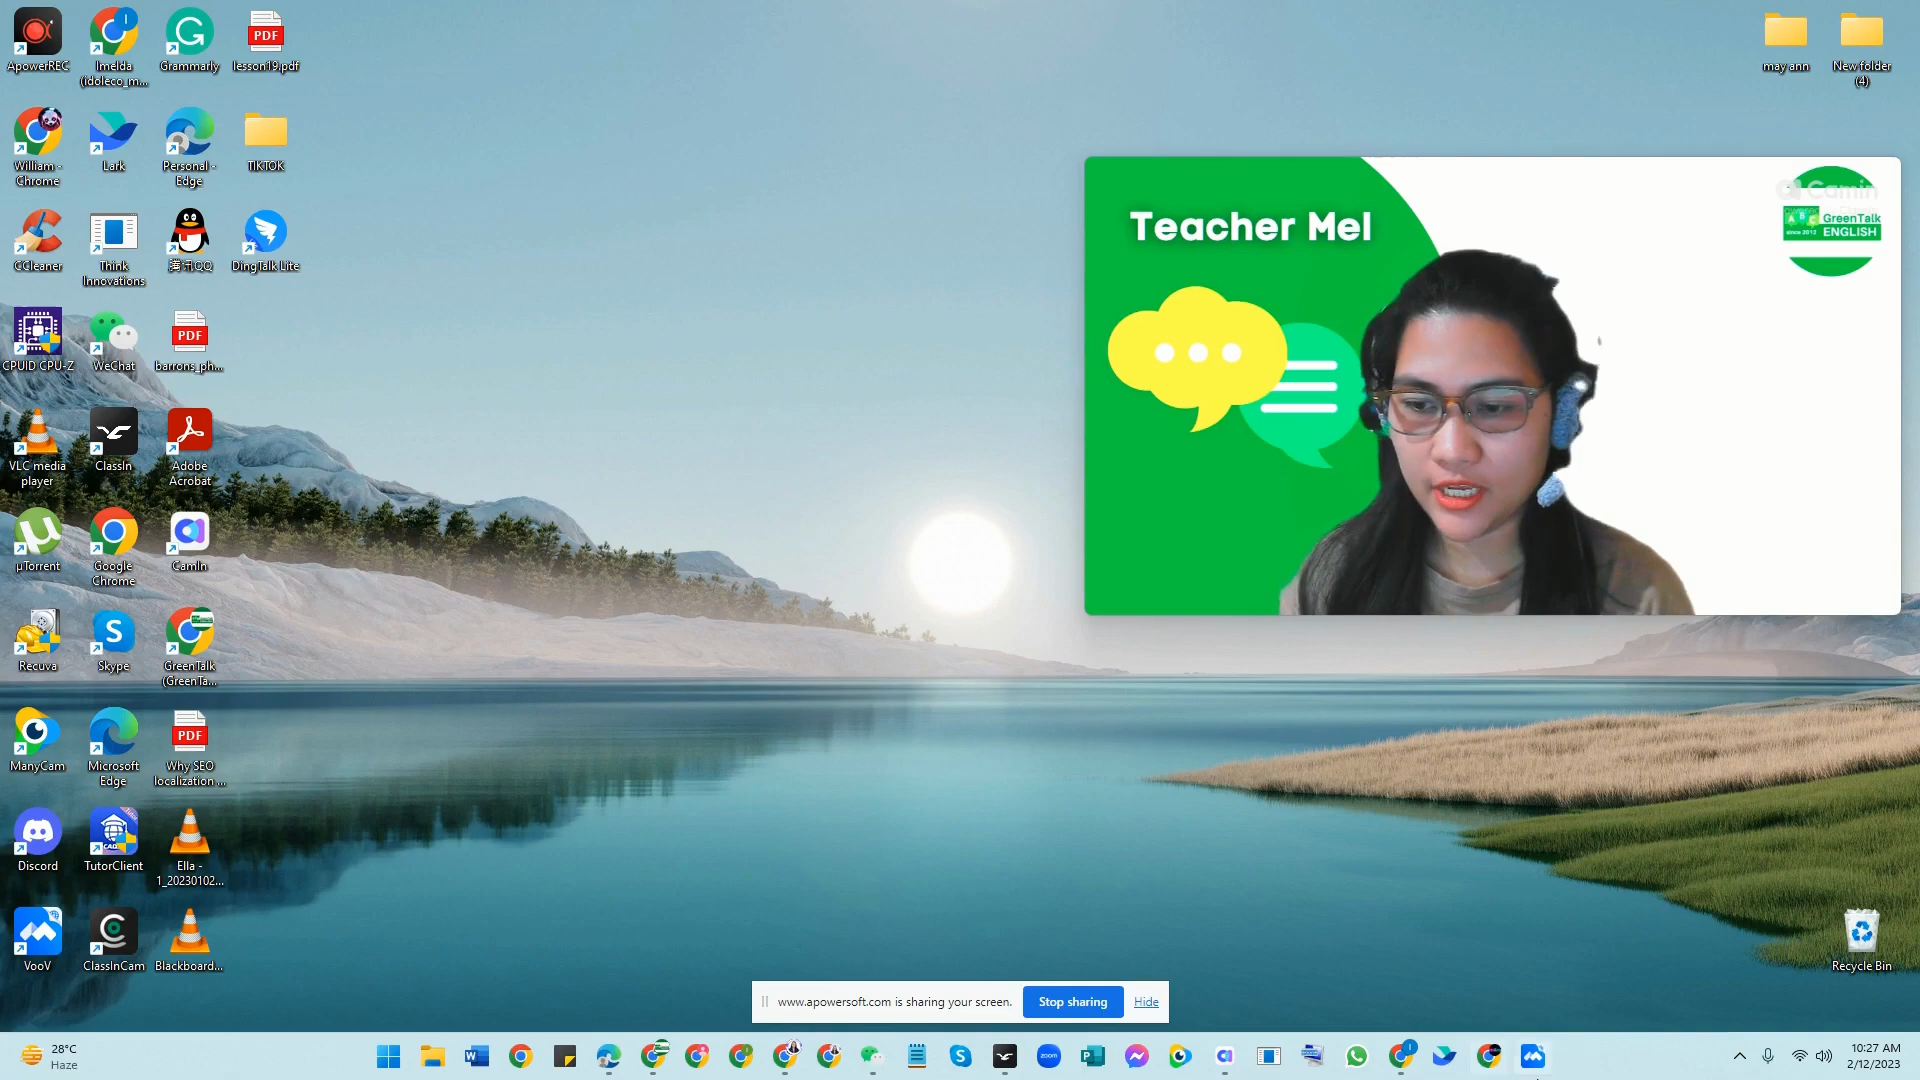 ApowerREC
Imelda
(idoleco_m...
Grammarly
PDF
lesson19.pdf
may ann
New folder
(4)
William -
Chrome
Lark
Personal -
Edge
TIKTOK
CCleaner
Think
Innovations
腾讯QQ
DingTalk Lite
CPUID CPU-Z
WeChat
PDF
barrons_ph...
VLC media
player
ClassIn
Adobe
Acrobat
µTorrent
Google
Chrome
CamIn
Recuva
Skype
GreenTalk
(GreenTa...
ManyCam
Microsoft
Edge
PDF
Why SEO
localization ...
Discord
TutorClient
Ella -
1_20230102...
VooV
ClassInCam
Blackboard...
Recycle Bin
Teacher Mel
CamIn
A B C
since 2012
GreenTalk
ENGLISH
www.apowersoft.com is sharing your screen.
Stop sharing
Hide
28°C
Haze
zoom
10:27 AM
2/12/2023